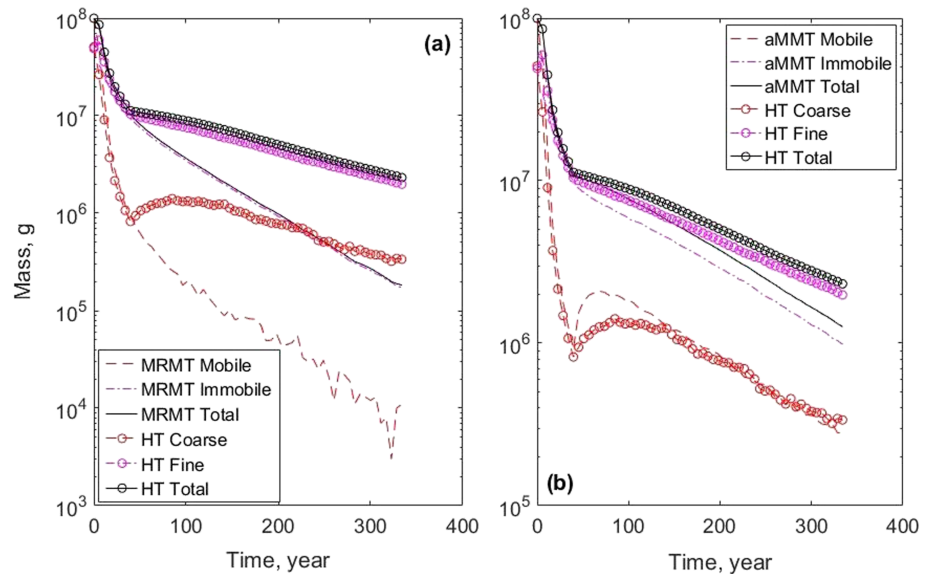 (a)
10^8
10^7
10^6
10^5
10^4
10^3
Mass, g
MRMT Mobile
MRMT Immobile
MRMT Total
HT Coarse
HT Fine
HT Total
0 100 200 300 400
Time, year
10^8
10^7
10^6
10^5
aMMT Mobile
aMMT Immobile
aMMT Total
HT Coarse
HT Fine
HT Total
(b)
0 100 200 300 400
Time, year